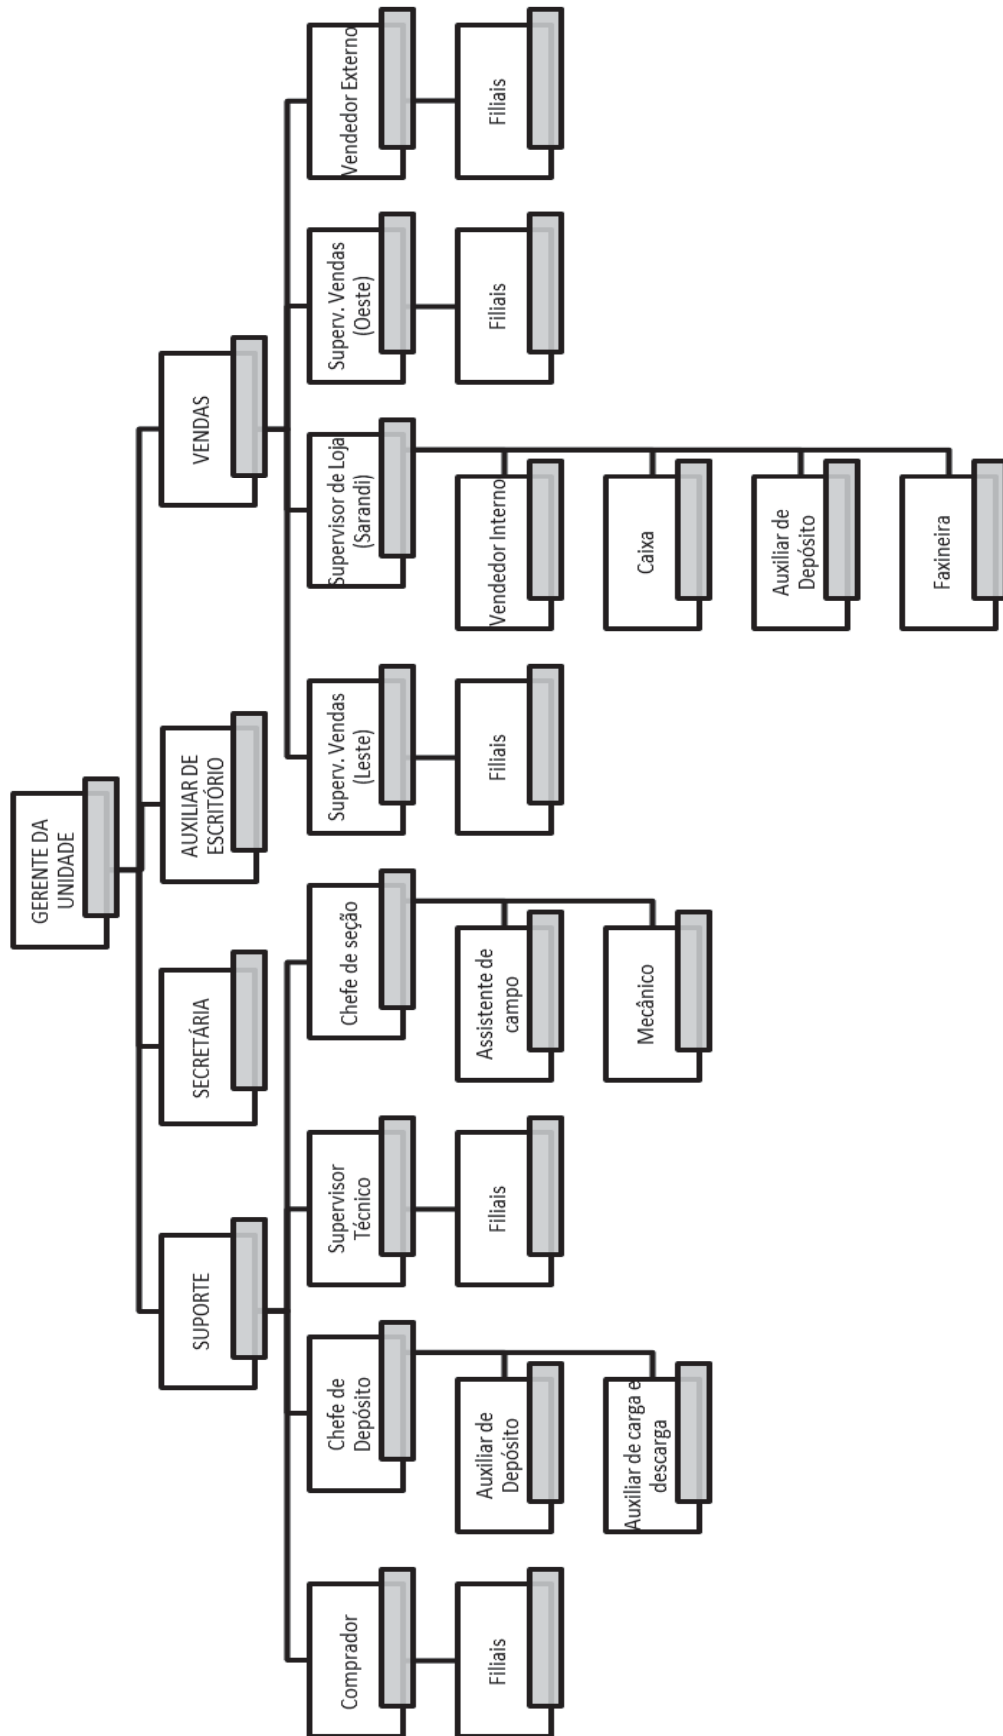 GERENTE DA
UNIDADE
SUPORTE
SECRETÁRIA
AUXILIAR DE
ESCRITÓRIO
VENDAS
Comprador
Chefe de
Depósito
Supervisor
Técnico
Chefe de seção
Superv. Vendas
(Leste)
Supervisor de Loja
(Sarandi)
Superv. Vendas
(Oeste)
Vendedor Externo
Filiais
Auxiliar de
Depósito
Filiais
Assistente de
campo
Filiais
Vendedor Interno
Filiais
Filiais
Auxiliar de carga e
descarga
Mecânico
Caixa
Auxiliar de
Depósito
Faxineira